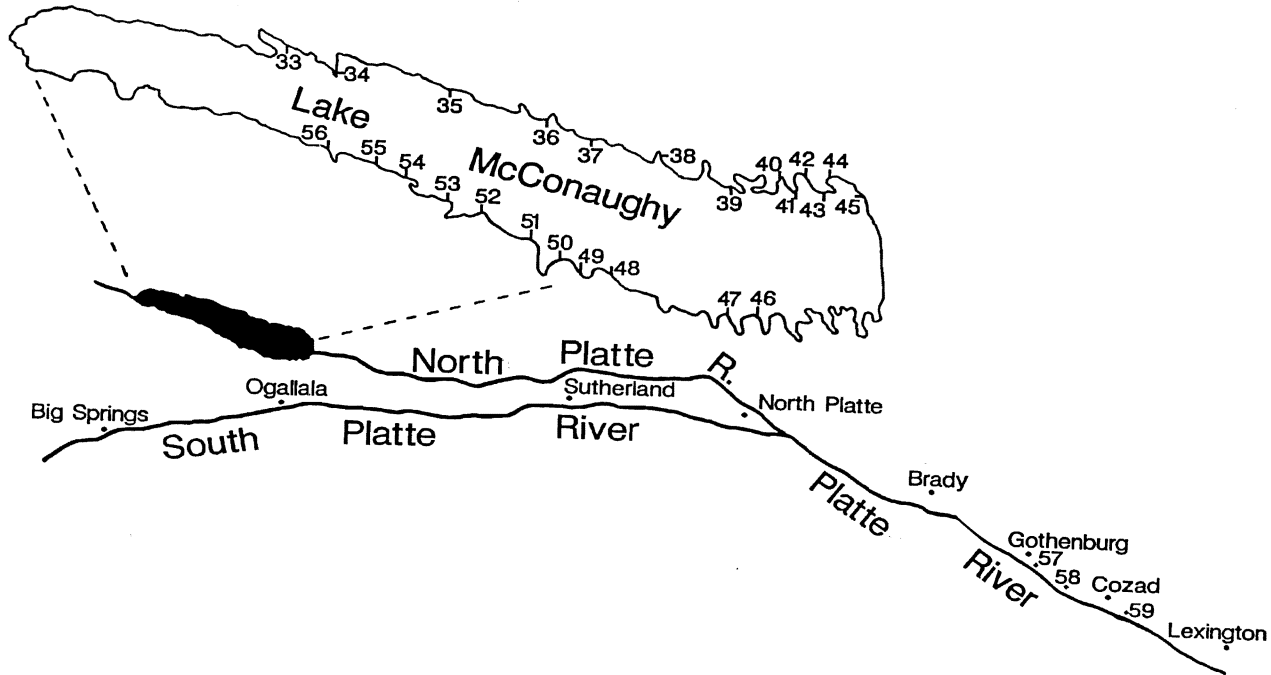 33
34
Lake
35
36
37
38
40
42
44
39
41
43
45
McConaughy
56
55
54
53
52
51
50
49
48
47
46
North Platte R.
Ogallala
Sutherland
North Platte
Big Springs
South Platte River
Brady
Platte River
Gothenburg
57
58
Cozad
59
Lexington